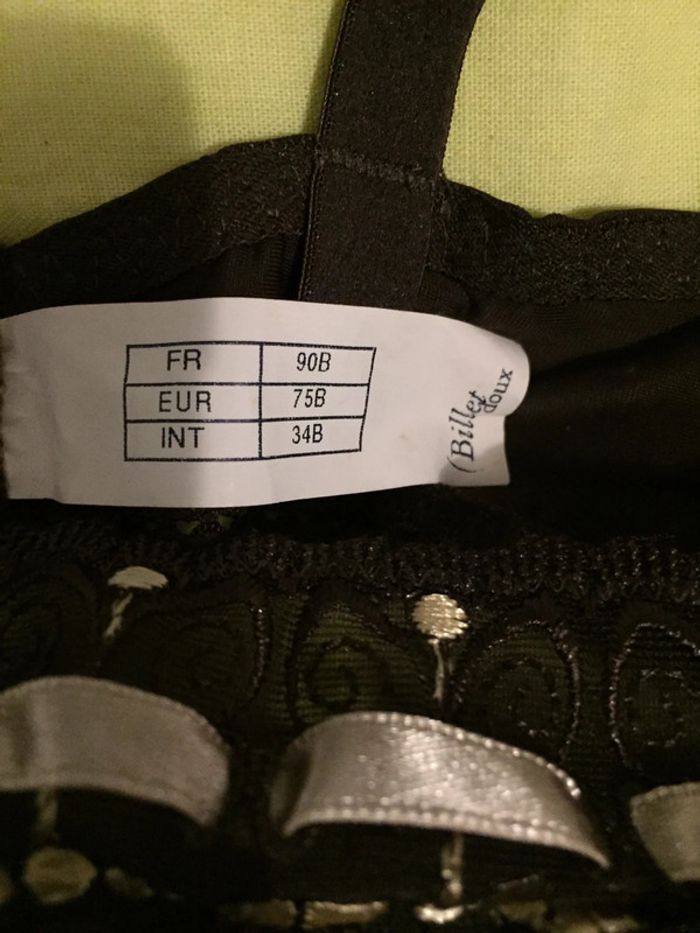 FR 90B
EUR 75B
INT 34B
(Billet
doux